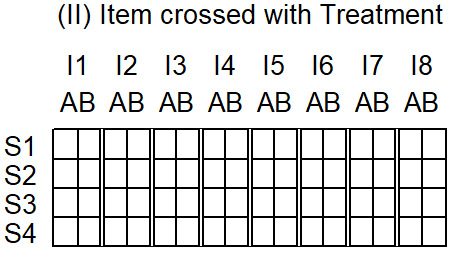 (II) Item crossed with Treatment
I1 I2 I3 I4 I5 I6 I7 I8
AB AB AB AB AB AB AB AB
S1
S2
S3
S4